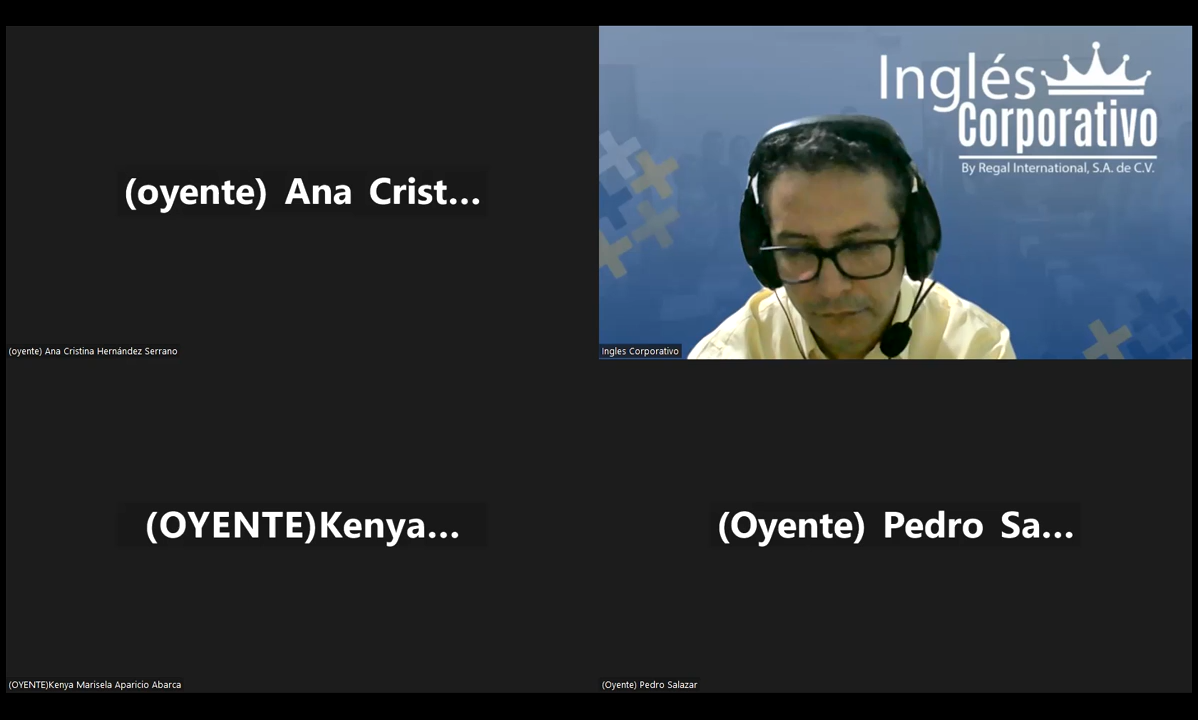 (oyente) Ana Crist...
(oyente) Ana Cristina Hernández Serrano
Inglés
Corporativo
By Regal International, S.A. de C.V.
Ingles Corporativo
(OYENTE)Kenya...
(OYENTE)Kenya Marisela Aparicio Abarca
(Oyente) Pedro Sa...
(Oyente) Pedro Salazar